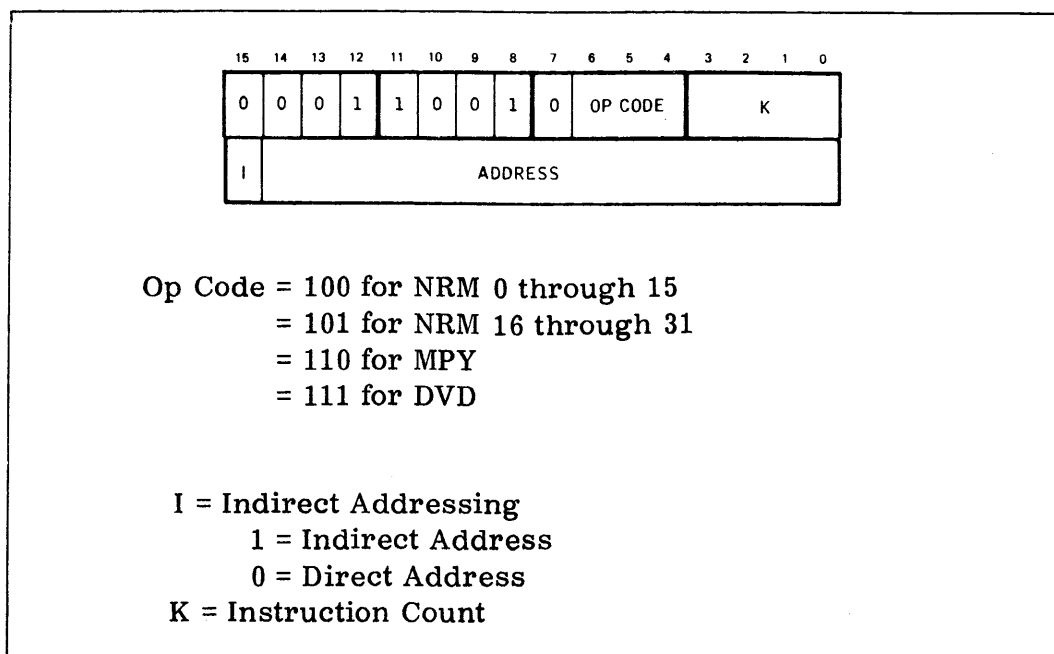 15 14 13 12 11 10 9 8 7 6 5 4 3 2 1 0
0 0 0 1 1 0 0 1 0 OP CODE K
I ADDRESS
Op Code = 100 for NRM 0 through 15
= 101 for NRM 16 through 31
= 110 for MPY
= 111 for DVD
I = Indirect Addressing
1 = Indirect Address
0 = Direct Address
K = Instruction Count